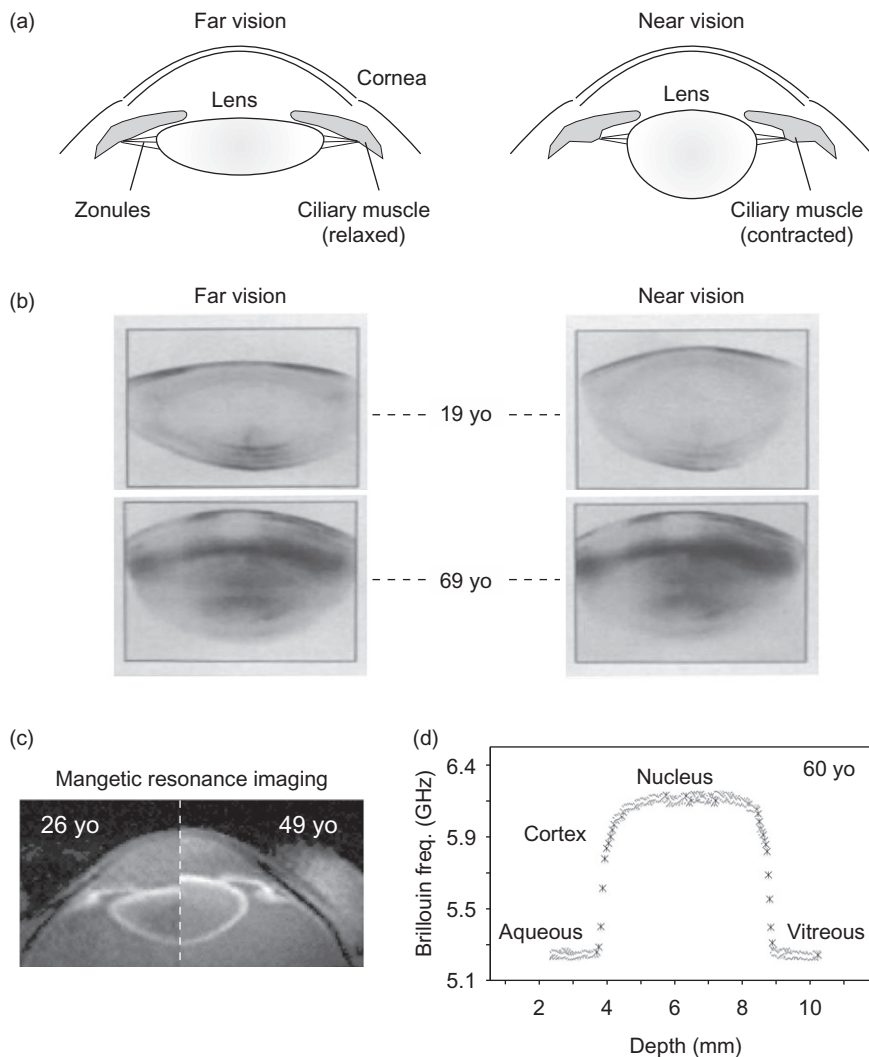 (a)
Far vision
Near vision
Cornea
Lens
Lens
Zonules
Ciliary muscle
(relaxed)
Ciliary muscle
(contracted)
(b)
Far vision
Near vision
19 yo
69 yo
(c)
Mangetic resonance imaging
26 yo
49 yo
(d)
6.4
5.9
5.5
5.1
Brillouin freq. (GHz)
Nucleus
60 yo
Cortex
Aqueous
Vitreous
2 4 6 8 10
Depth (mm)